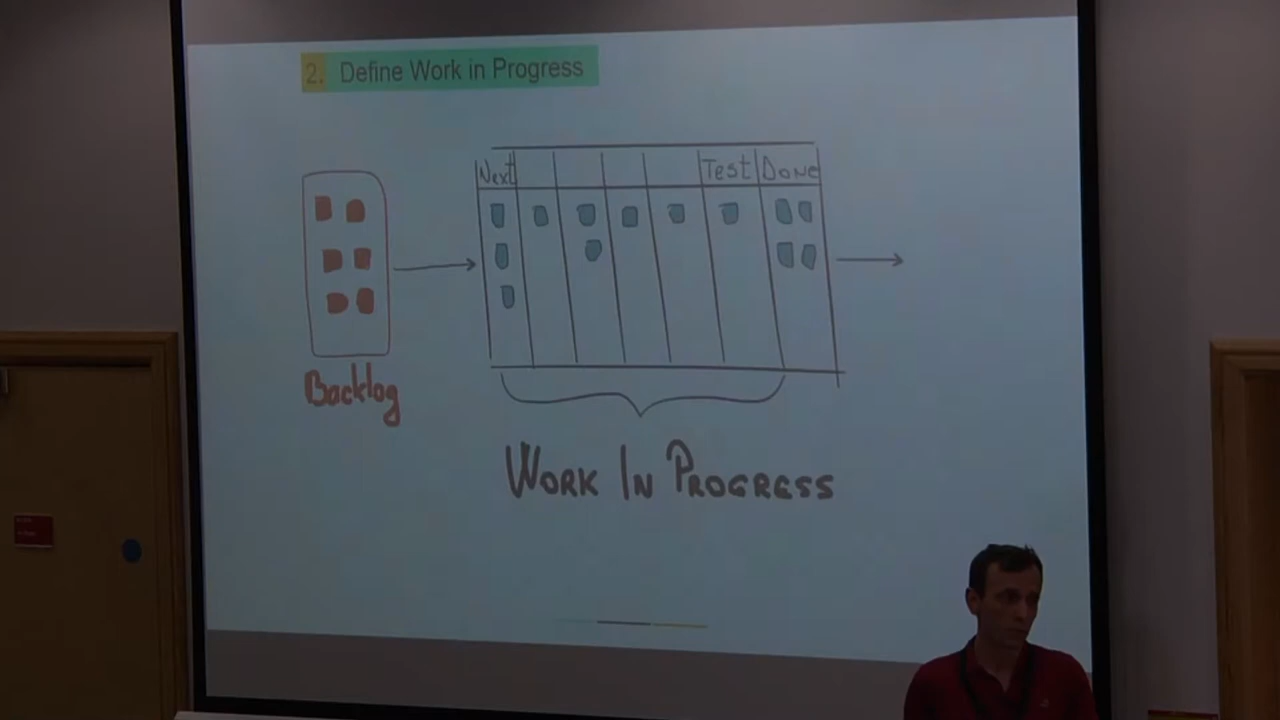 2. Define Work in Progress
Next Test Done
Backlog
WORK IN PROGRESS